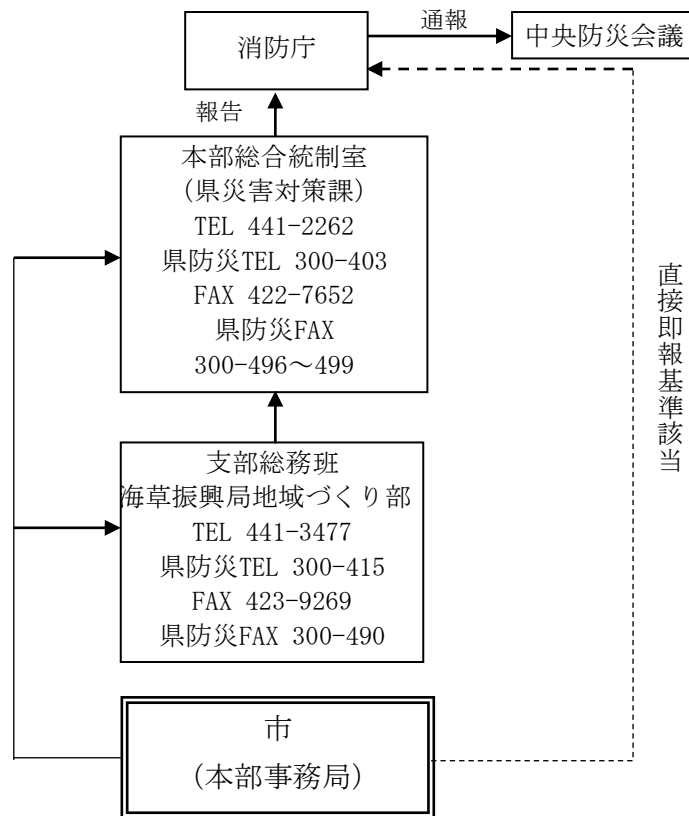 消防庁
通報
中央防災会議
報告
本部総合統制室
(県災害対策課)
TEL 441-2262
県防災TEL 300-403
FAX 422-7652
県防災FAX
300-496～499
直接即報基準該当
支部総務班
海草振興局地域づくり部
TEL 441-3477
県防災TEL 300-415
FAX 423-9269
県防災FAX 300-490
市
(本部事務局)